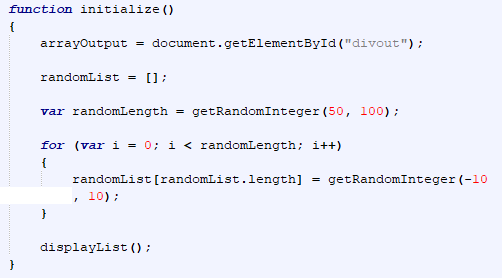 function initialize()
{
    arrayOutput = document.getElementById("divout");
    randomList = [];
    var randomLength = getRandomInteger(50, 100);
    for (var i = 0; i < randomLength; i++)
    {
        randomList[randomList.length] = getRandomInteger(-10
        , 10);
    }
    displayList();
}